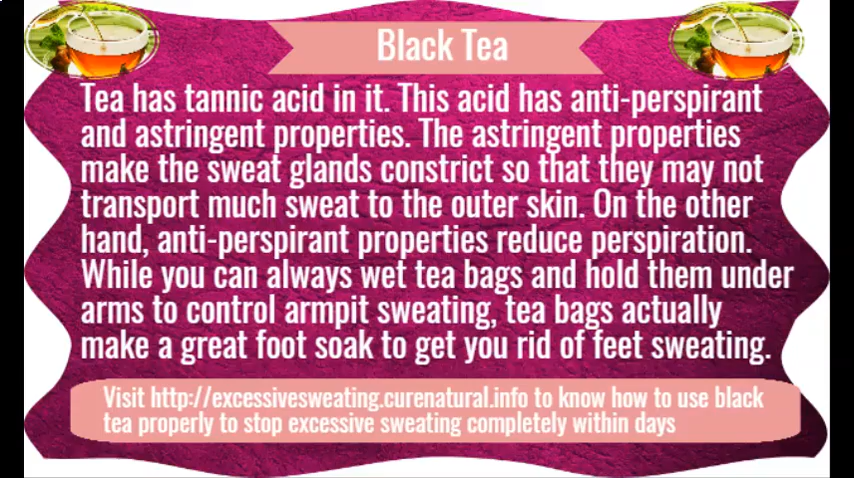 Black Tea
Tea has tannic acid in it. This acid has anti-perspirant
and astringent properties. The astringent properties
make the sweat glands constrict so that they may not
transport much sweat to the outer skin. On the other
hand, anti-perspirant properties reduce perspiration.
While you can always wet tea bags and hold them under
arms to control armpit sweating, tea bags actually
make a great foot soak to get you rid of feet sweating.
Visit http://excessivesweating.curenatural.info to know how to use black
tea properly to stop excessive sweating completely within days